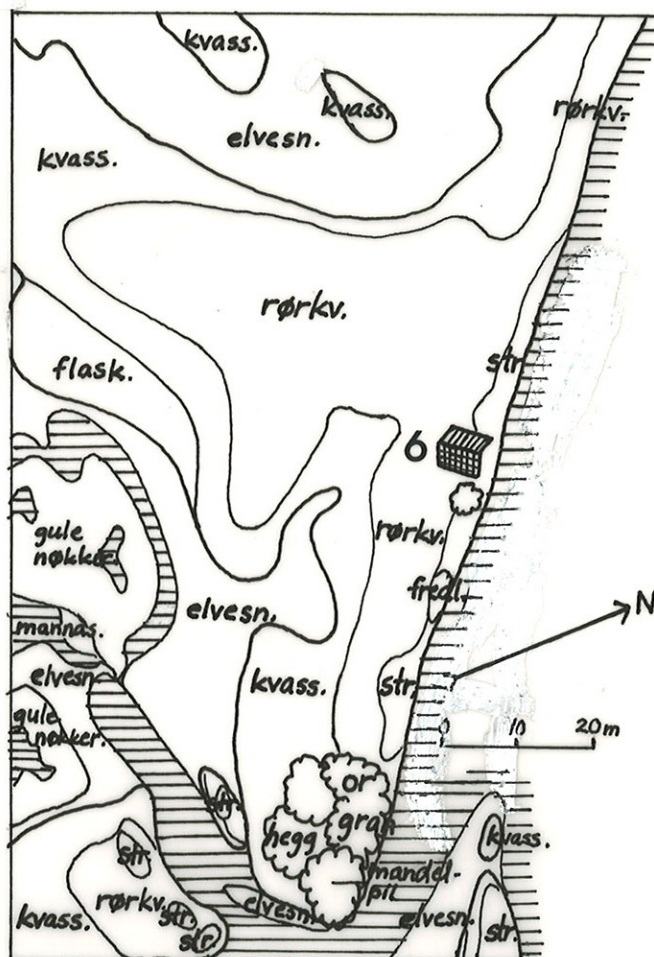 kvass.
kvass.
rørkv.
elvesn.
kvass.
rørkv.
flask.
str.
6
rørkv.
gule
nøkker.
fredl.
N
mannas.
elvesn.
elvesn.
kvass.
str.
gule
nøkker.
0 10 20 m
or
str.
hegg
gran
kvass.
str.
mandel-
pil
rørkv.
str.
elvesn.
elvesn.
kvass.
str.
str.